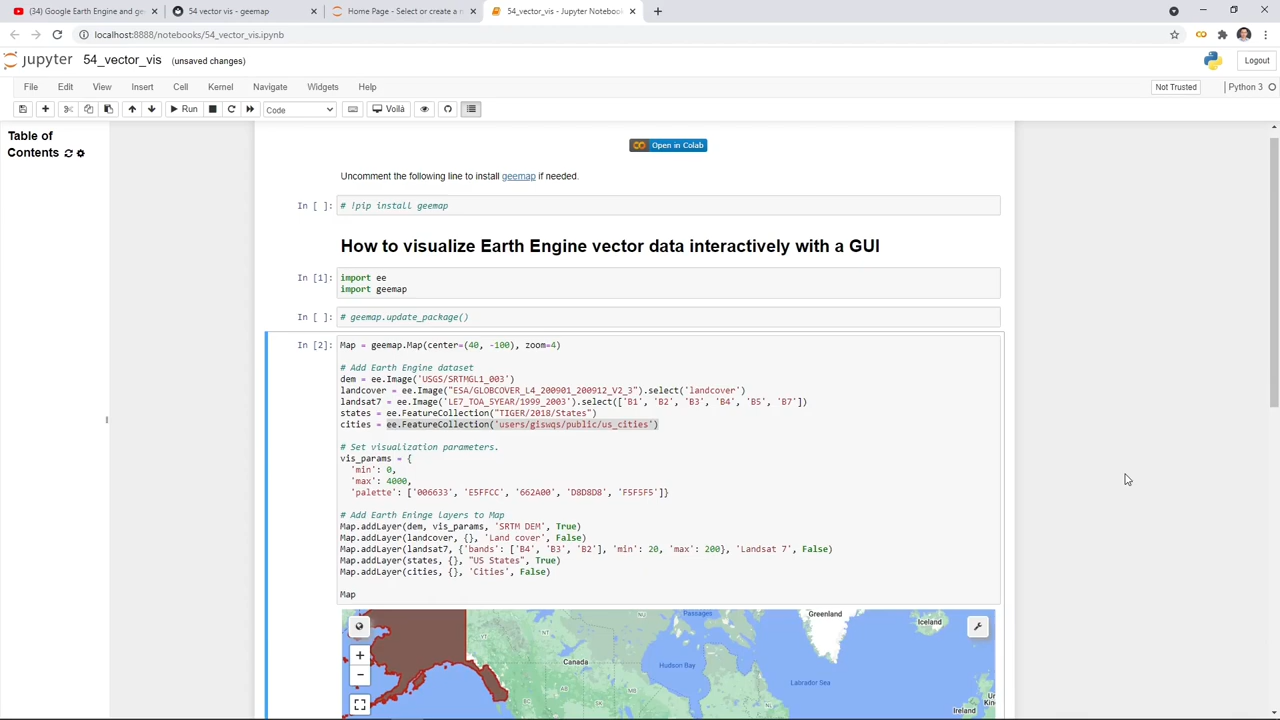 (34) Google Earth Engine and ge
54 vector vis - geemap
Home Page - Select or create a n
54_vector_vis - Jupyter Notebook
localhost:8888/notebooks/54_vector_vis.ipynb
jupyter 54_vector_vis (unsaved changes)
Logout
File Edit View Insert Cell Kernel Navigate Widgets Help
Not Trusted
Python 3
Run
Code
Voilà
Table of
Contents
Open in Colab
Uncomment the following line to install geemap if needed.
In [ ]: # !pip install geemap
How to visualize Earth Engine vector data interactively with a GUI
In [1]: import ee
import geemap
In [ ]: # geemap.update_package()
In [2]: Map = geemap.Map(center=(40, -100), zoom=4)
# Add Earth Engine dataset
dem = ee.Image('USGS/SRTMGL1_003')
landcover = ee.Image("ESA/GLOBCOVER_L4_200901_200912_V2_3").select('landcover')
landsat7 = ee.Image('LE7_TOA_5YEAR/1999_2003').select(['B1', 'B2', 'B3', 'B4', 'B5', 'B7'])
states = ee.FeatureCollection("TIGER/2018/States")
cities = ee.FeatureCollection('users/giswqs/public/us_cities')
# Set visualization parameters.
vis_params = {
'min': 0,
'max': 4000,
'palette': ['006633', 'E5FFCC', '662A00', 'D8D8D8', 'F5F5F5']}
# Add Earth Eninge layers to Map
Map.addLayer(dem, vis_params, 'SRTM DEM', True)
Map.addLayer(landcover, {}, 'Land cover', False)
Map.addLayer(landsat7, {'bands': ['B4', 'B3', 'B2'], 'min': 20, 'max': 200}, 'Landsat 7', False)
Map.addLayer(states, {}, "US States", True)
Map.addLayer(cities, {}, 'Cities', False)
Map
Passages
Greenland
Iceland
NU
YT
NT
NU
Canada
Hudson Bay
Labrador Sea
AB
MB
Ireland